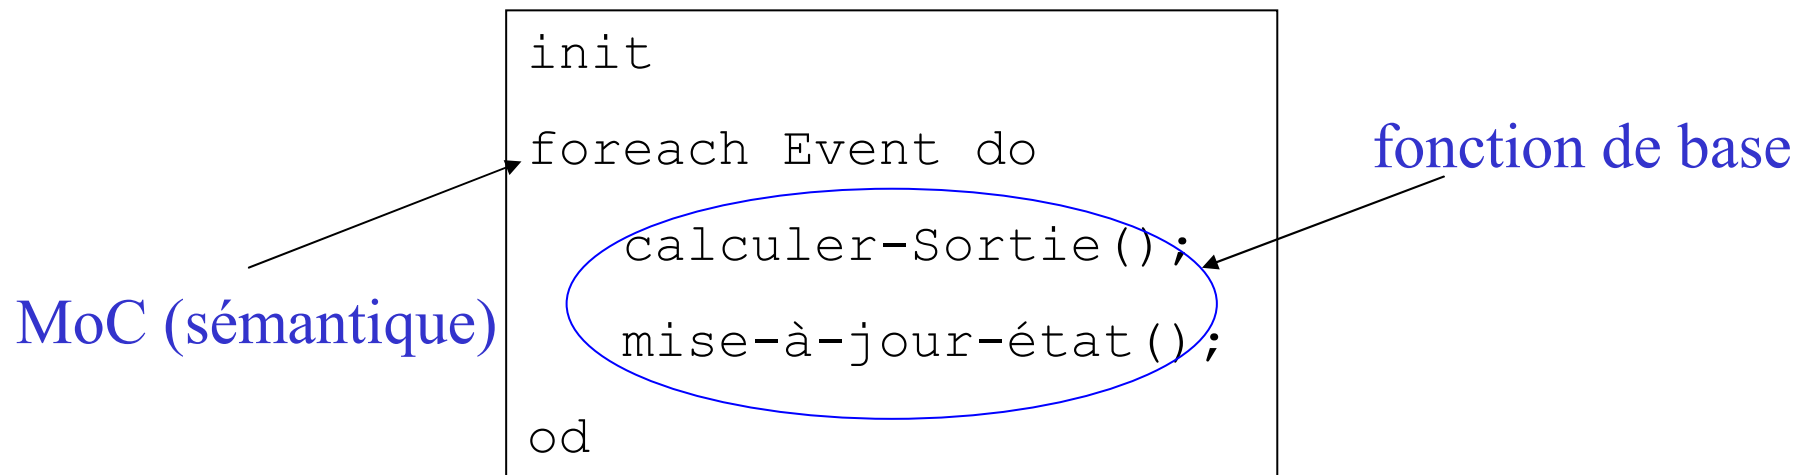 init
foreach Event do
fonction de base
calculer-Sortie();
MoC (sémantique)
mise-à-jour-état();
od